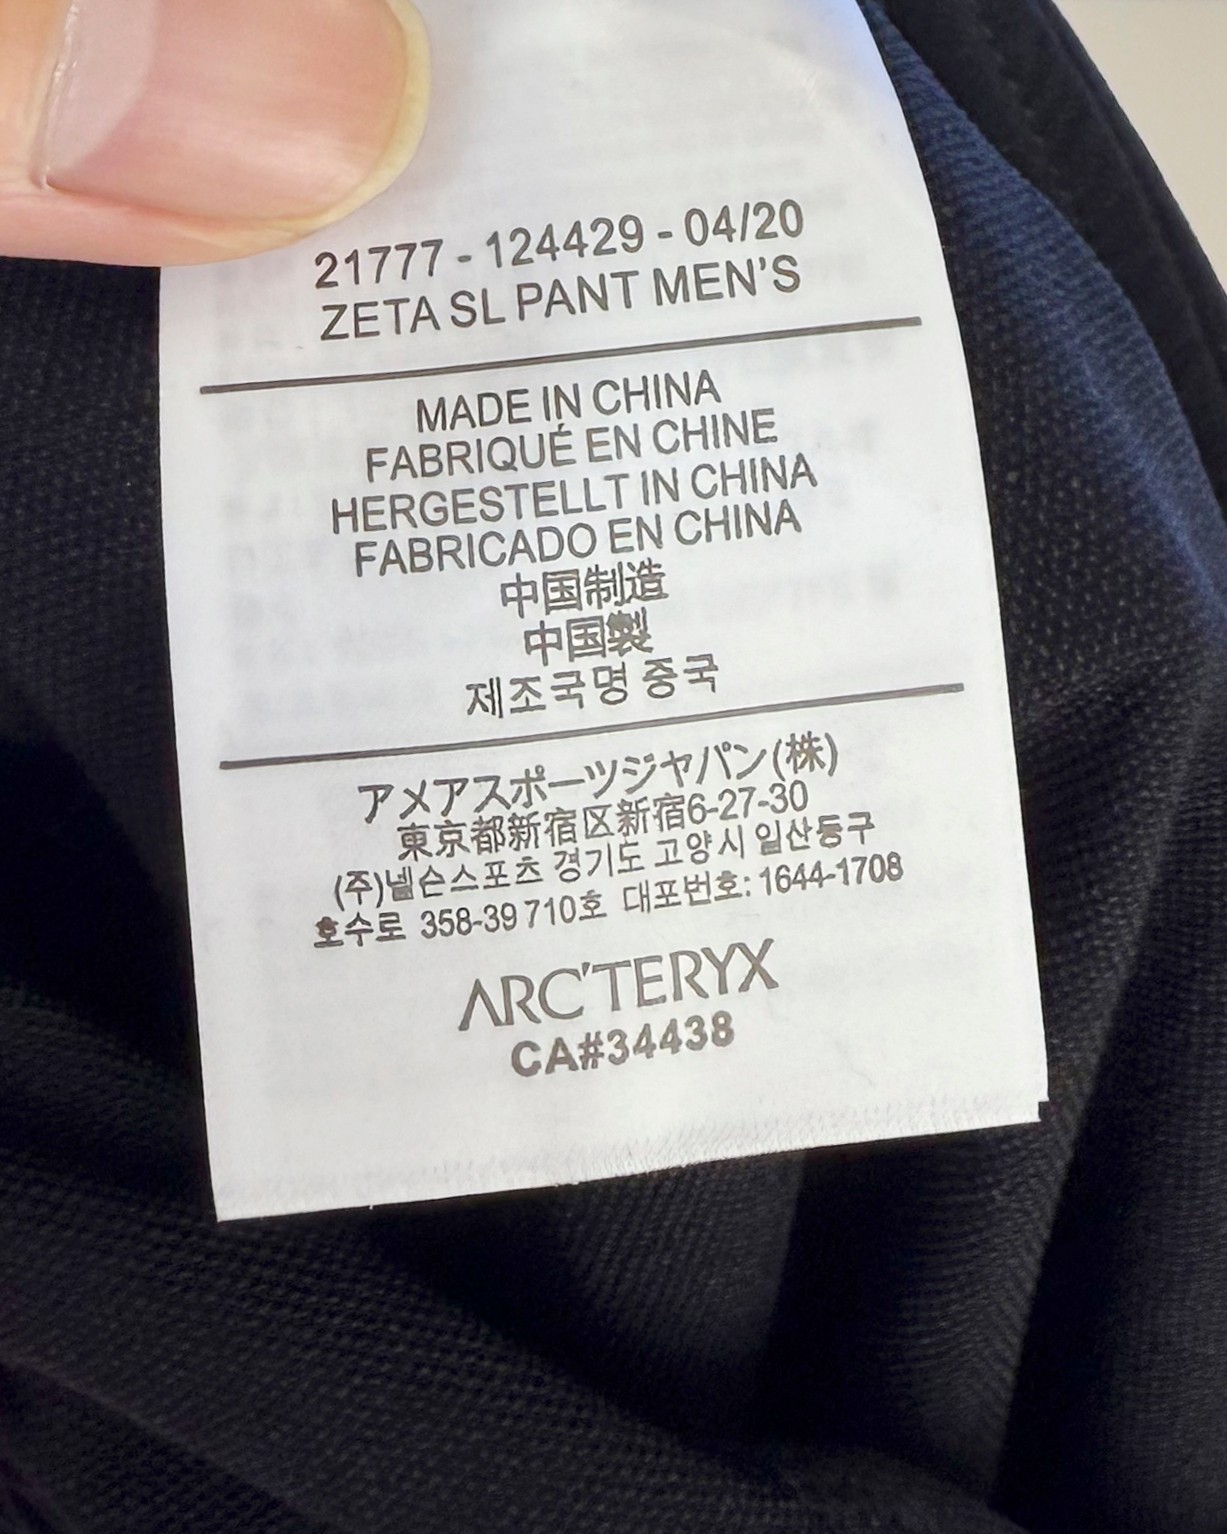 21777 - 124429 - 04/20
ZETA SL PANT MEN'S
MADE IN CHINA
FABRIQUÉ EN CHINE
HERGESTELLT IN CHINA
FABRICADO EN CHINA
中国制造
中国製
제조국명 중국
アメアスポーツジャパン(株)
東京都新宿区新宿6-27-30
(주)넬슨스포츠 경기도 고양시 일산동구
호수로 358-39 710호 대표번호: 1644-1708
ARC'TERYX
CA#34438